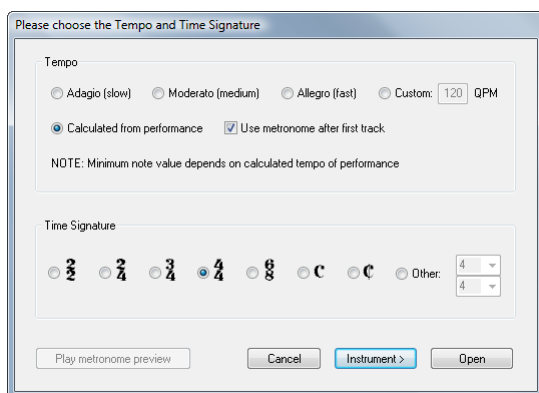 Please choose the Tempo and Time Signature
Tempo
Adagio (slow) Moderato (medium) Allegro (fast) Custom: 120 QPM
Calculated from performance Use metronome after first track
NOTE: Minimum note value depends on calculated tempo of performance
Time Signature
2/2 2/4 3/4 4/4 6/8 C ¢ Other: 4
4
Play metronome preview Cancel Instrument > Open